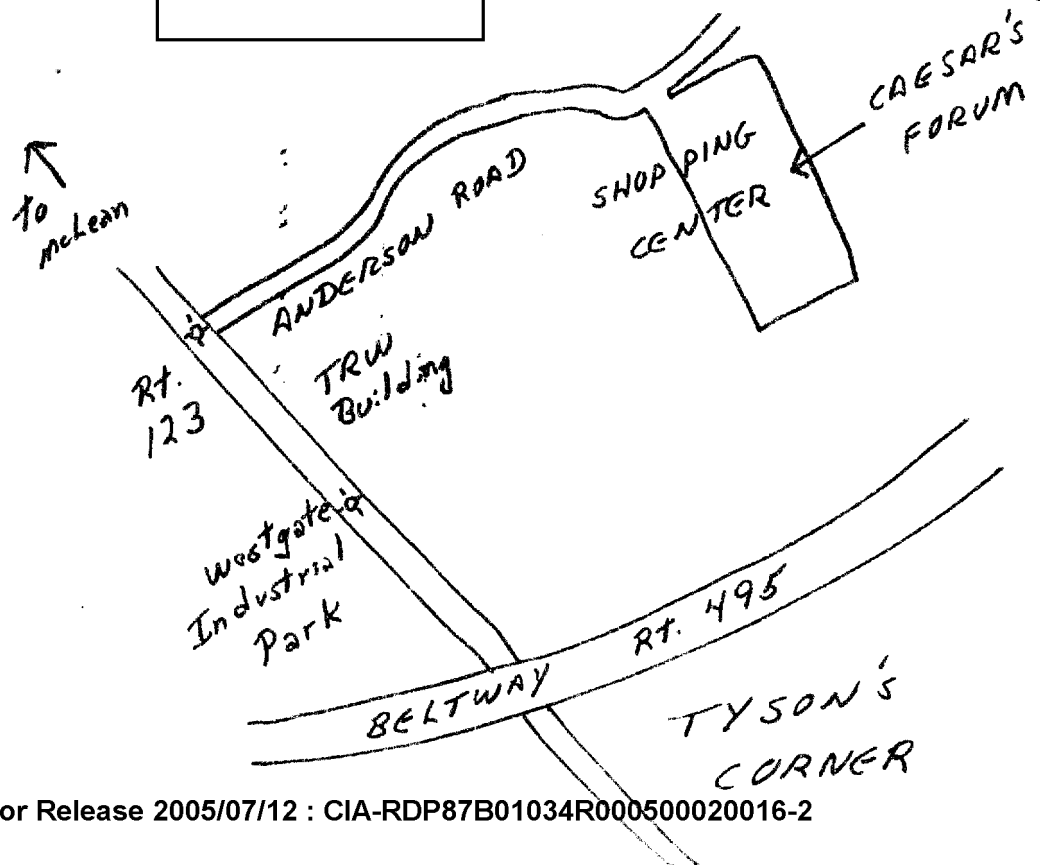 CAESAR'S
FORUM
to
mcLean
SHOPPING
CENTER
ANDERSON ROAD
TRW
Building
Rt.
123
Westgate
Industrial
Park
BELTWAY Rt. 495
TYSON'S
CORNER
or Release 2005/07/12 : CIA-RDP87B01034R000500020016-2